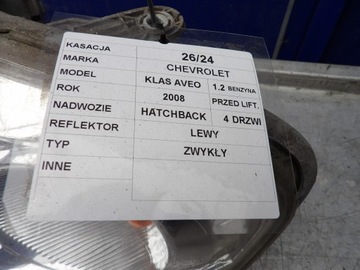 KASACJA 26/24
MARKA CHEVROLET
MODEL KLAS AVEO 1.2 BENZYNA
ROK 2008 PRZED LIFT.
NADWOZIE HATCHBACK 4 DRZWI
REFLEKTOR LEWY
TYP ZWYKŁY
INNE